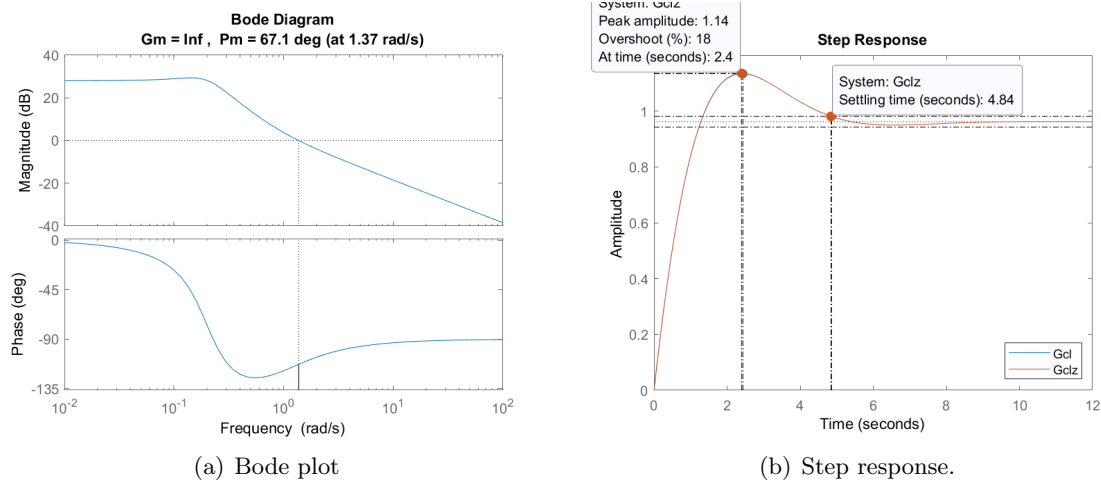 Bode Diagram
Gm = Inf , Pm = 67.1 deg (at 1.37 rad/s)
40
20
0
-20
-40
Magnitude (dB)
0
-45
-90
-135
Phase (deg)
10^-2
10^-1
10^0
10^1
10^2
Frequency (rad/s)
(a) Bode plot
System: Gclz
Peak amplitude: 1.14
Overshoot (%): 18
At time (seconds): 2.4
Step Response
System: Gclz
Settling time (seconds): 4.84
1
0.8
0.6
0.4
0.2
0
Amplitude
Gcl
Gclz
0
2
4
6
8
10
12
Time (seconds)
(b) Step response.